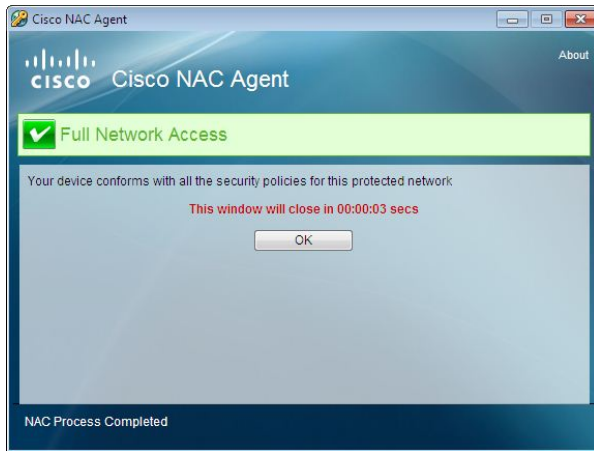 Cisco NAC Agent
About
CISCO Cisco NAC Agent
Full Network Access
Your device conforms with all the security policies for this protected network
This window will close in 00:00:03 secs
OK
NAC Process Completed